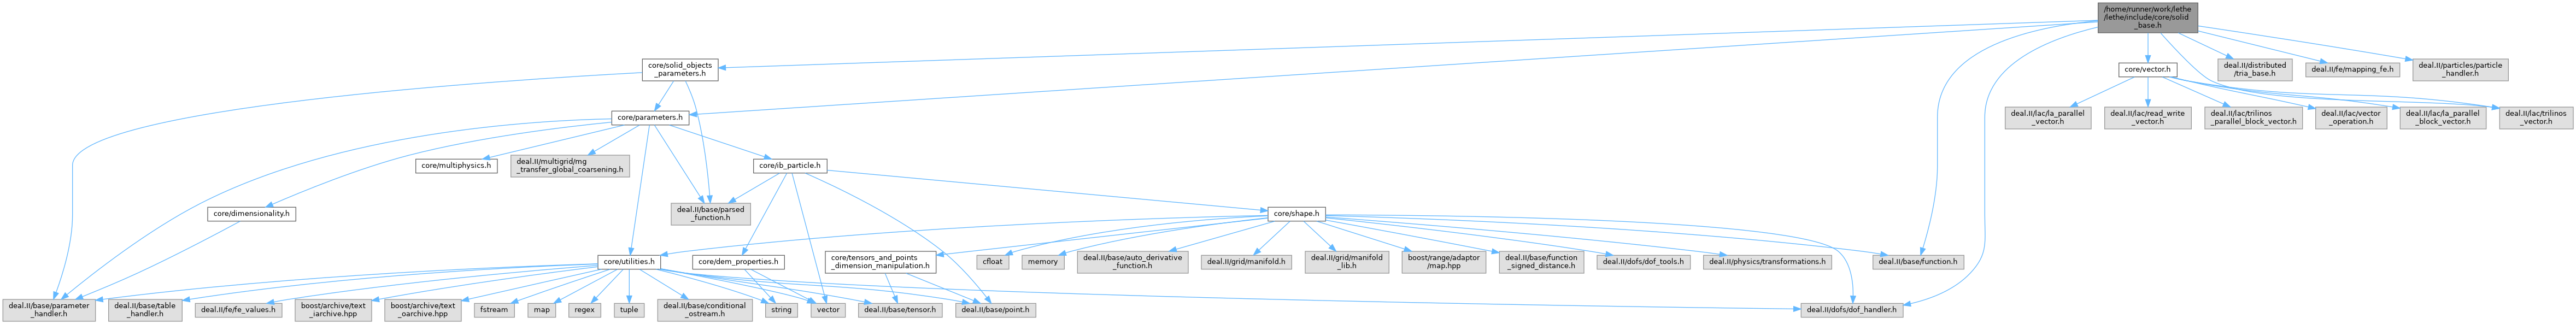 /home/runner/work/lethe
/lethe/include/core/solid
_base.h
core/solid_objects
_parameters.h
core/vector.h
deal.II/distributed
/tria_base.h
deal.II/fe/mapping_fe.h
deal.II/particles/particle
_handler.h
core/parameters.h
deal.II/lac/la_parallel
_vector.h
deal.II/lac/read_write
_vector.h
deal.II/lac/trilinos
_parallel_block_vector.h
deal.II/lac/vector
_operation.h
deal.II/lac/la_parallel
_block_vector.h
deal.II/lac/trilinos
_vector.h
core/multiphysics.h
deal.II/multigrid/mg
_transfer_global_coarsening.h
core/ib_particle.h
core/dimensionality.h
deal.II/base/parsed
_function.h
core/shape.h
core/utilities.h
core/dem_properties.h
core/tensors_and_points
_dimension_manipulation.h
cfloat
memory
deal.II/base/auto_derivative
_function.h
deal.II/grid/manifold.h
deal.II/grid/manifold
_lib.h
boost/range/adaptor
/map.hpp
deal.II/base/function
_signed_distance.h
deal.II/dofs/dof_tools.h
deal.II/physics/transformations.h
deal.II/base/function.h
deal.II/base/parameter
_handler.h
deal.II/base/table
_handler.h
deal.II/fe/fe_values.h
boost/archive/text
_iarchive.hpp
boost/archive/text
_oarchive.hpp
fstream
map
regex
tuple
deal.II/base/conditional
_ostream.h
string
vector
deal.II/base/tensor.h
deal.II/base/point.h
deal.II/dofs/dof_handler.h